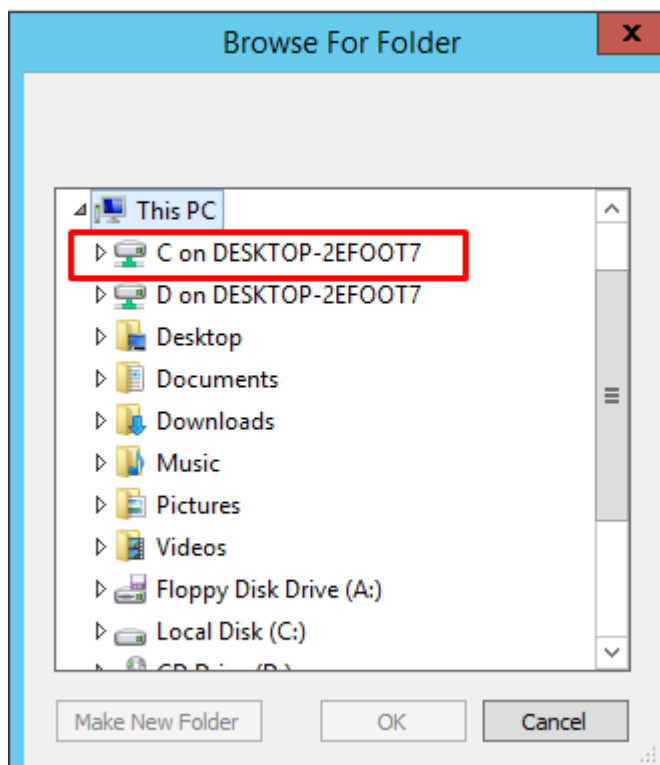 Browse For Folder
x
This PC
C on DESKTOP-2EFOOT7
D on DESKTOP-2EFOOT7
Desktop
Documents
Downloads
Music
Pictures
Videos
Floppy Disk Drive (A:)
Local Disk (C:)
Make New Folder
OK
Cancel